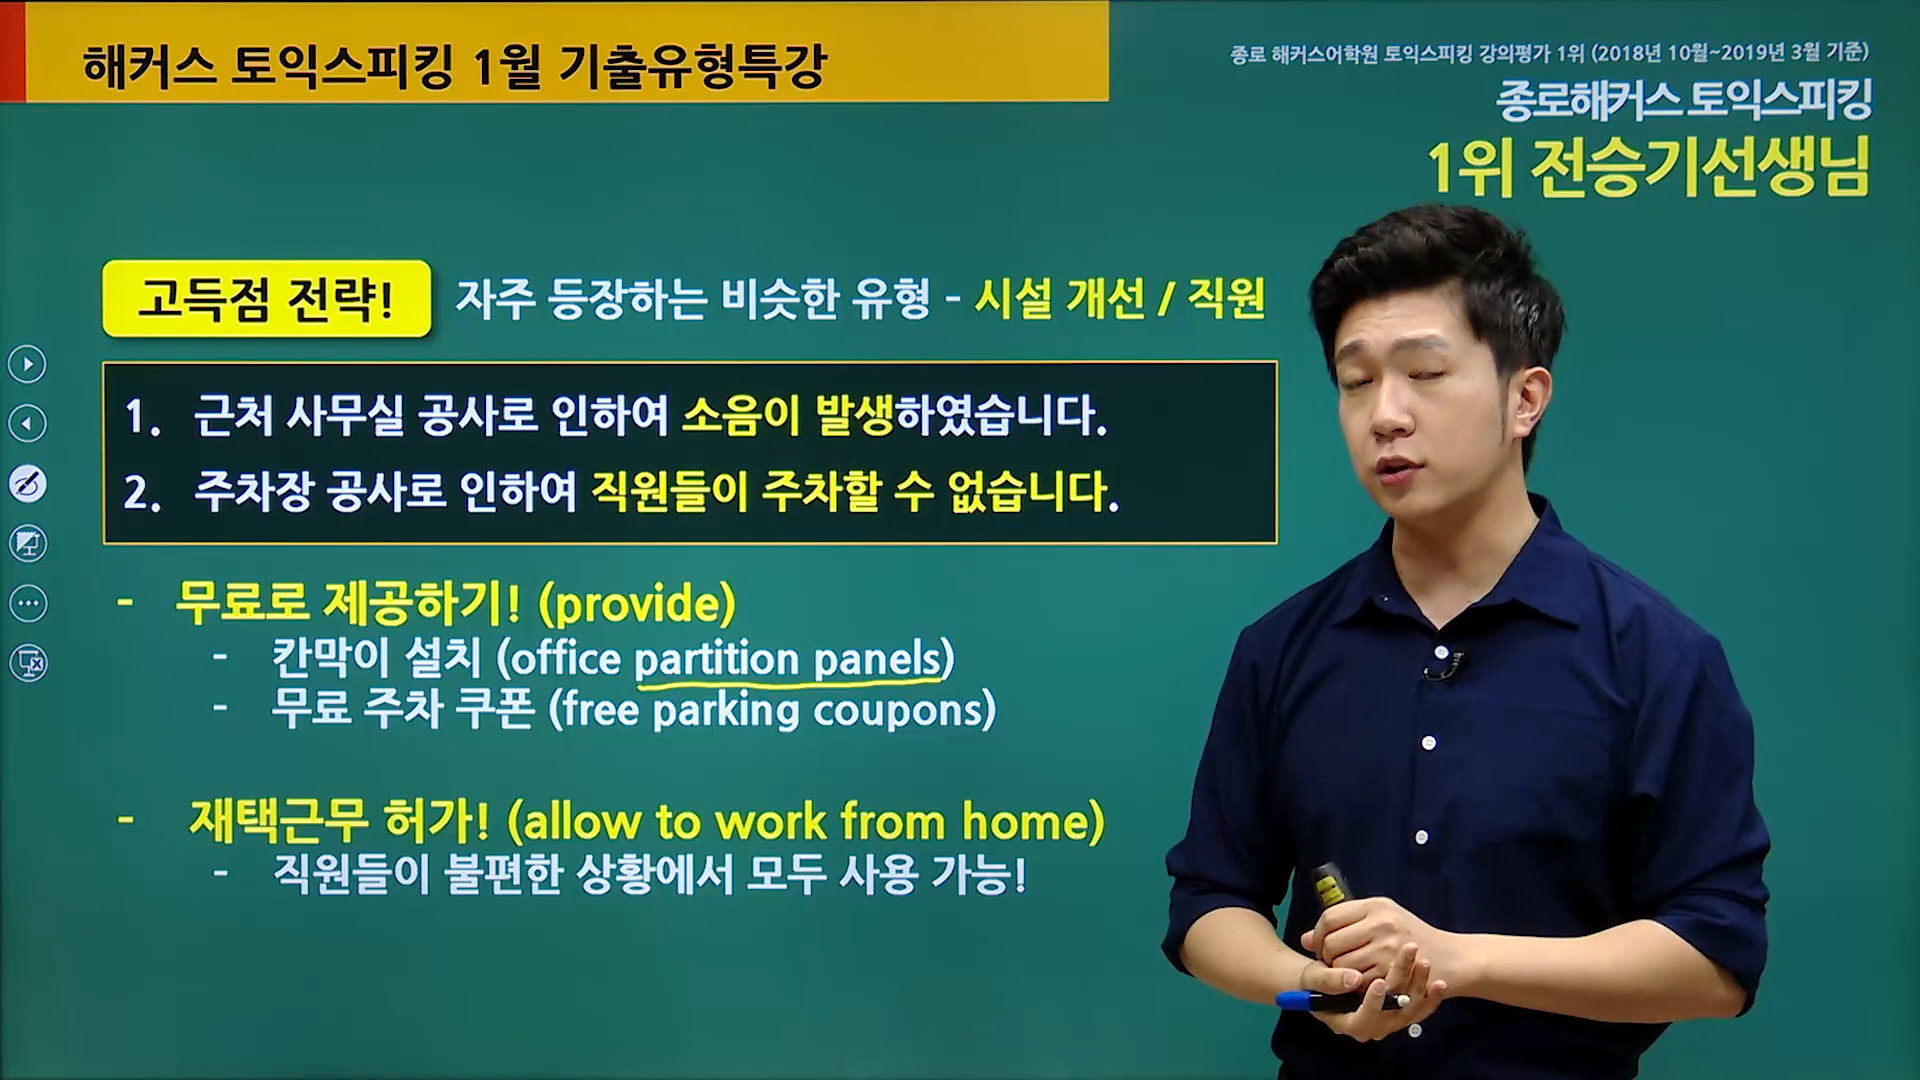 해커스 토익스피킹 1월 기출유형특강
종로 해커스어학원 토익스피킹 강의평가 1위 (2018년 10월~2019년 3월 기준)
종로해커스 토익스피킹
1위 전승기선생님
고득점 전략! 자주 등장하는 비슷한 유형 - 시설 개선 / 직원
1. 근처 사무실 공사로 인하여 소음이 발생하였습니다.
2. 주차장 공사로 인하여 직원들이 주차할 수 없습니다.
- 무료로 제공하기! (provide)
- 칸막이 설치 (office partition panels)
- 무료 주차 쿠폰 (free parking coupons)
- 재택근무 허가! (allow to work from home)
- 직원들이 불편한 상황에서 모두 사용 가능!